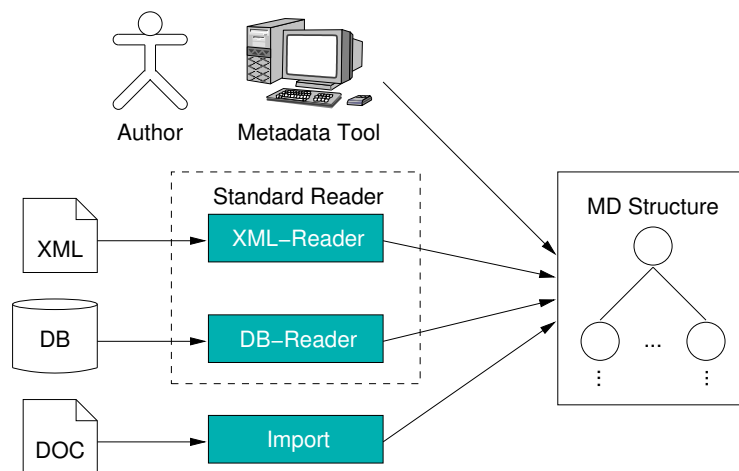 Author
Metadata Tool
Standard Reader
MD Structure
XML
XML−Reader
DB
DB−Reader
...
DOC
Import